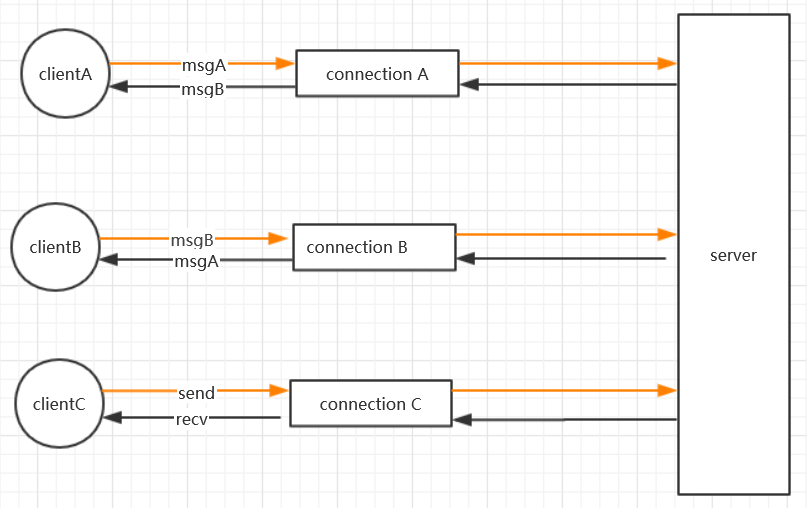 clientA
msgA
msgB
connection A
clientB
msgB
msgA
connection B
server
clientC
send
recv
connection C